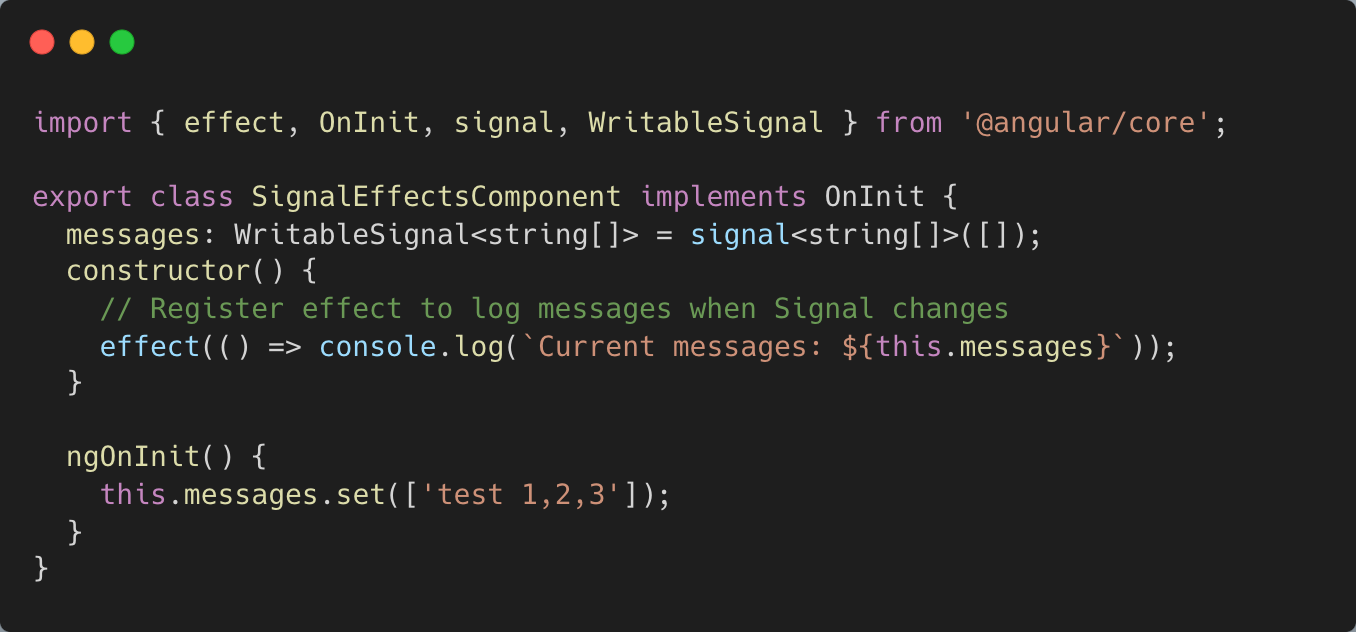 import { effect, OnInit, signal, WritableSignal } from '@angular/core';
export class SignalEffectsComponent implements OnInit {
messages: WritableSignal<string[]> = signal<string[]>([]);
constructor() {
// Register effect to log messages when Signal changes
effect(() => console.log(`Current messages: ${this.messages}`));
}
ngOnInit() {
this.messages.set(['test 1,2,3']);
}
}